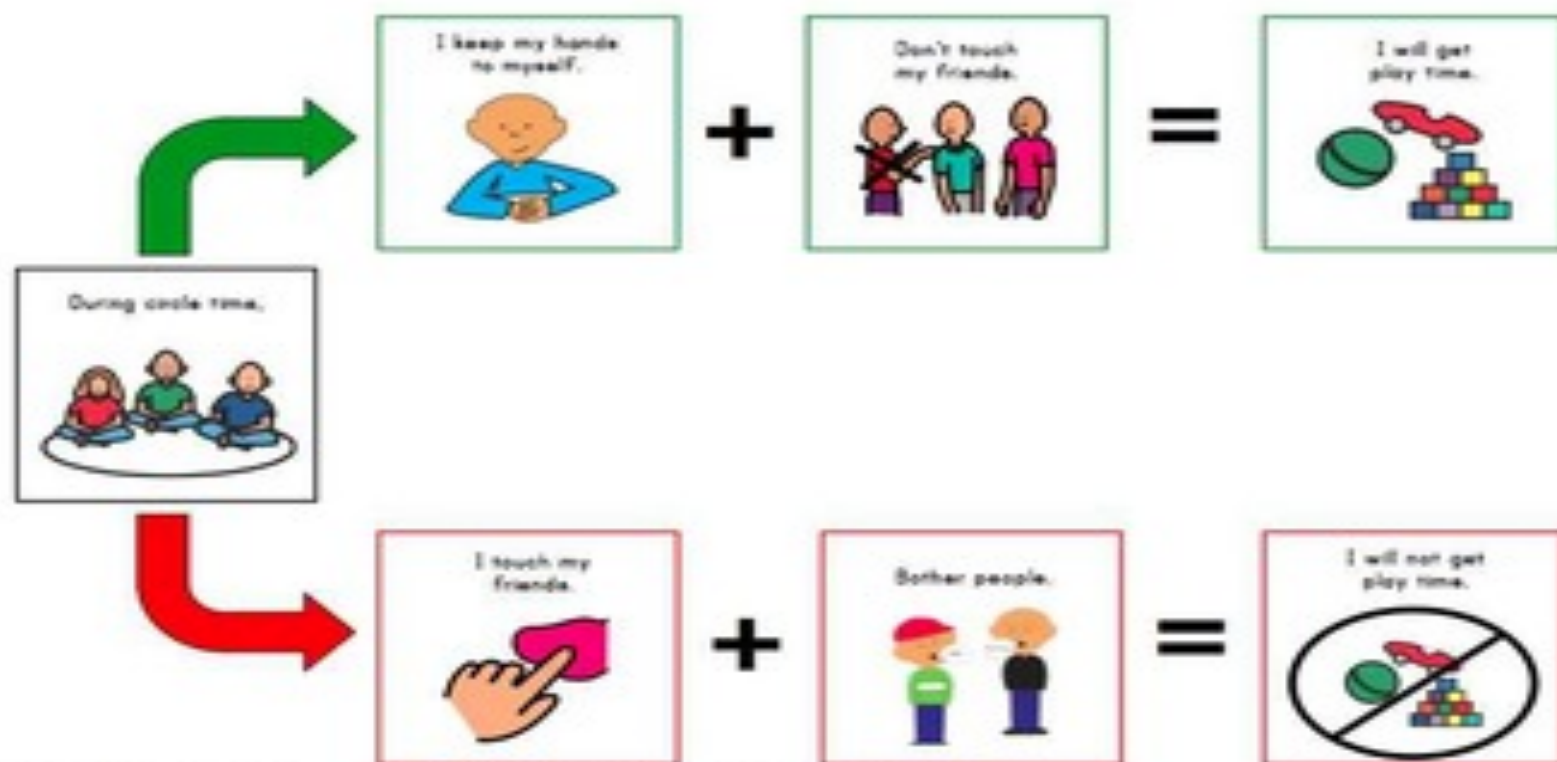 I keep my hands
to myself.
+
Don't touch
my friends.
=
I will get
play time.
During circle time,
I touch my
friends.
+
Bother people.
=
I will not get
play time.